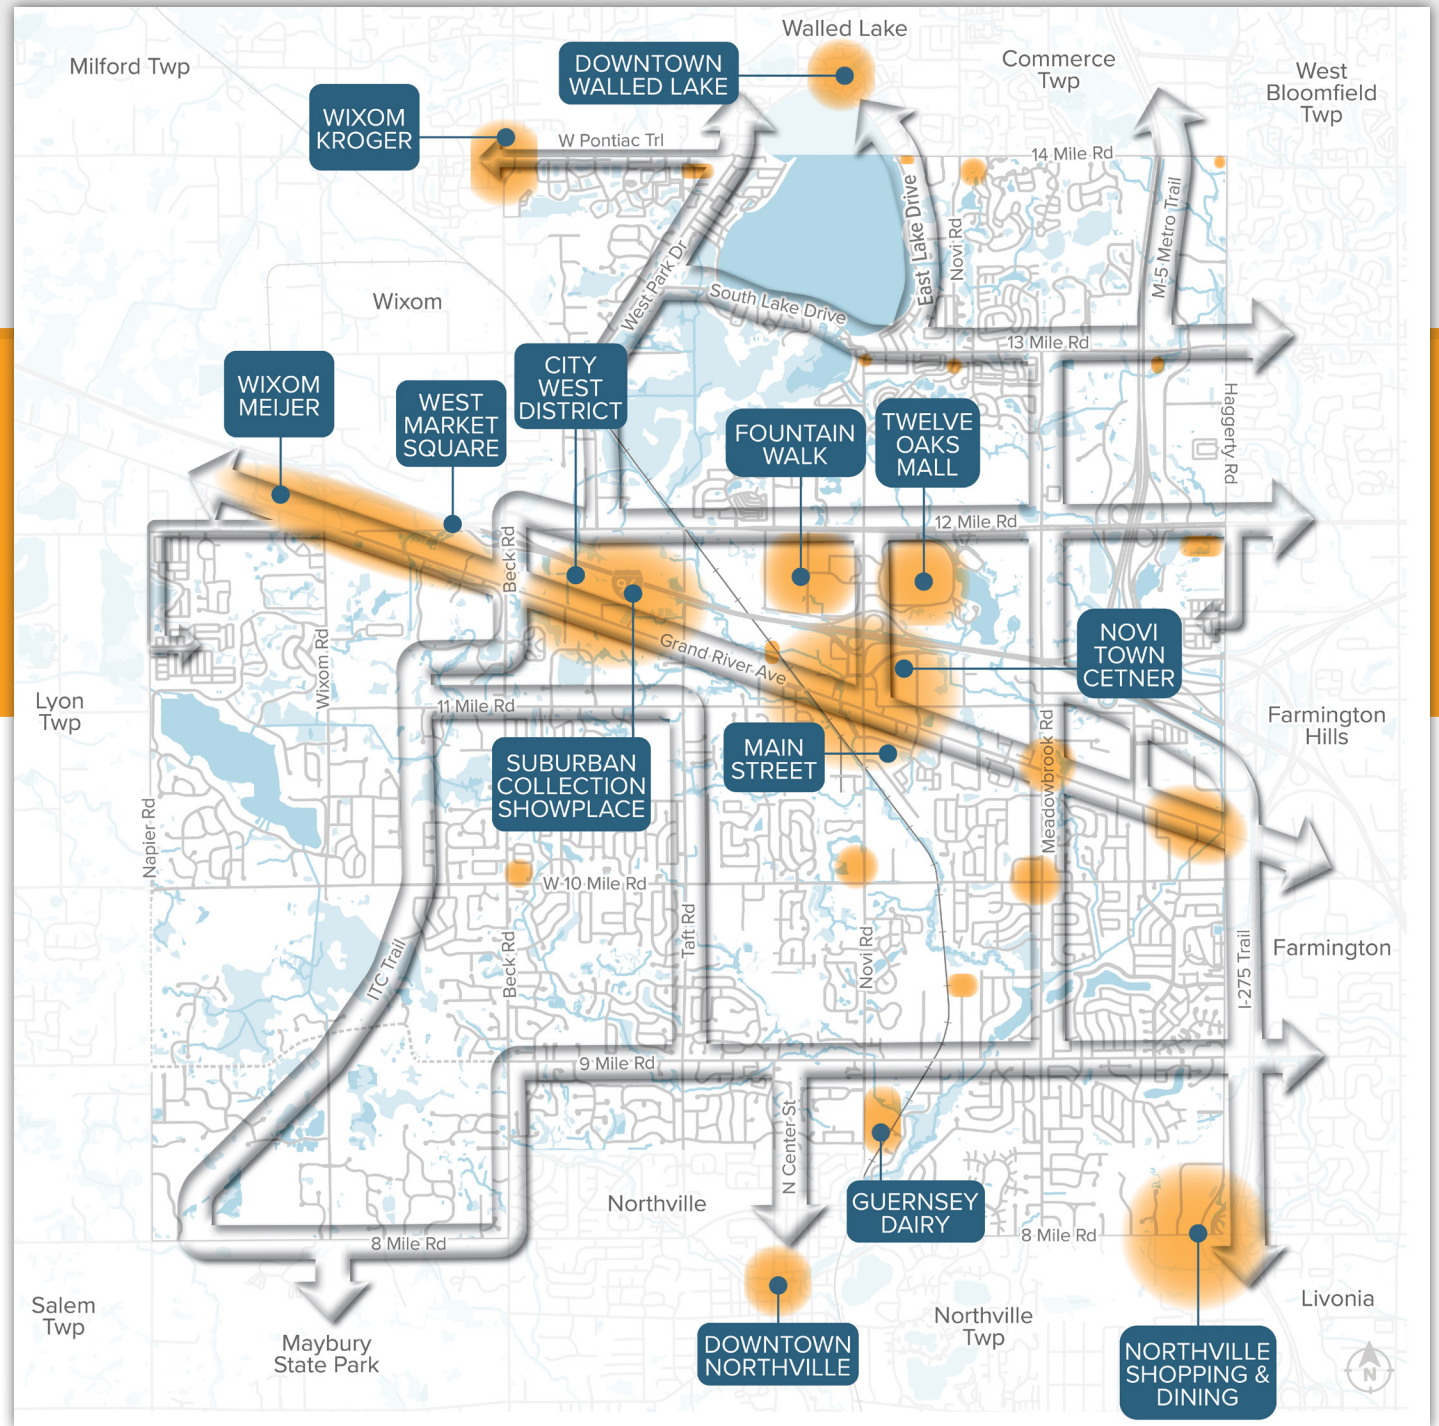 Walled Lake
Milford Twp
Commerce
Twp
West
Bloomfield
Twp
DOWNTOWN
WALLED LAKE
WIXOM
KROGER
W Pontiac Trl
14 Mile Rd
East Lake Drive
Novi Rd
M-5 Metro Trail
West Park Dr
South Lake Drive
Wixom
13 Mile Rd
Haggerty Rd
WIXOM
MEIJER
WEST
MARKET
SQUARE
CITY
WEST
DISTRICT
FOUNTAIN
WALK
TWELVE
OAKS
MALL
12 Mile Rd
Beck Rd
Wixom Rd
Grand River Ave
NOVI
TOWN
CETNER
Lyon
Twp
11 Mile Rd
Farmington
Hills
SUBURBAN
COLLECTION
SHOWPLACE
MAIN
STREET
Meadowbrook Rd
Napier Rd
W 10 Mile Rd
ITC Trail
Beck Rd
Taft Rd
Novi Rd
I-275 Trail
Farmington
9 Mile Rd
N Center St
Northville
GUERNSEY
DAIRY
8 Mile Rd
8 Mile Rd
Salem
Twp
Maybury
State Park
DOWNTOWN
NORTHVILLE
Northville
Twp
Livonia
NORTHVILLE
SHOPPING &
DINING
N